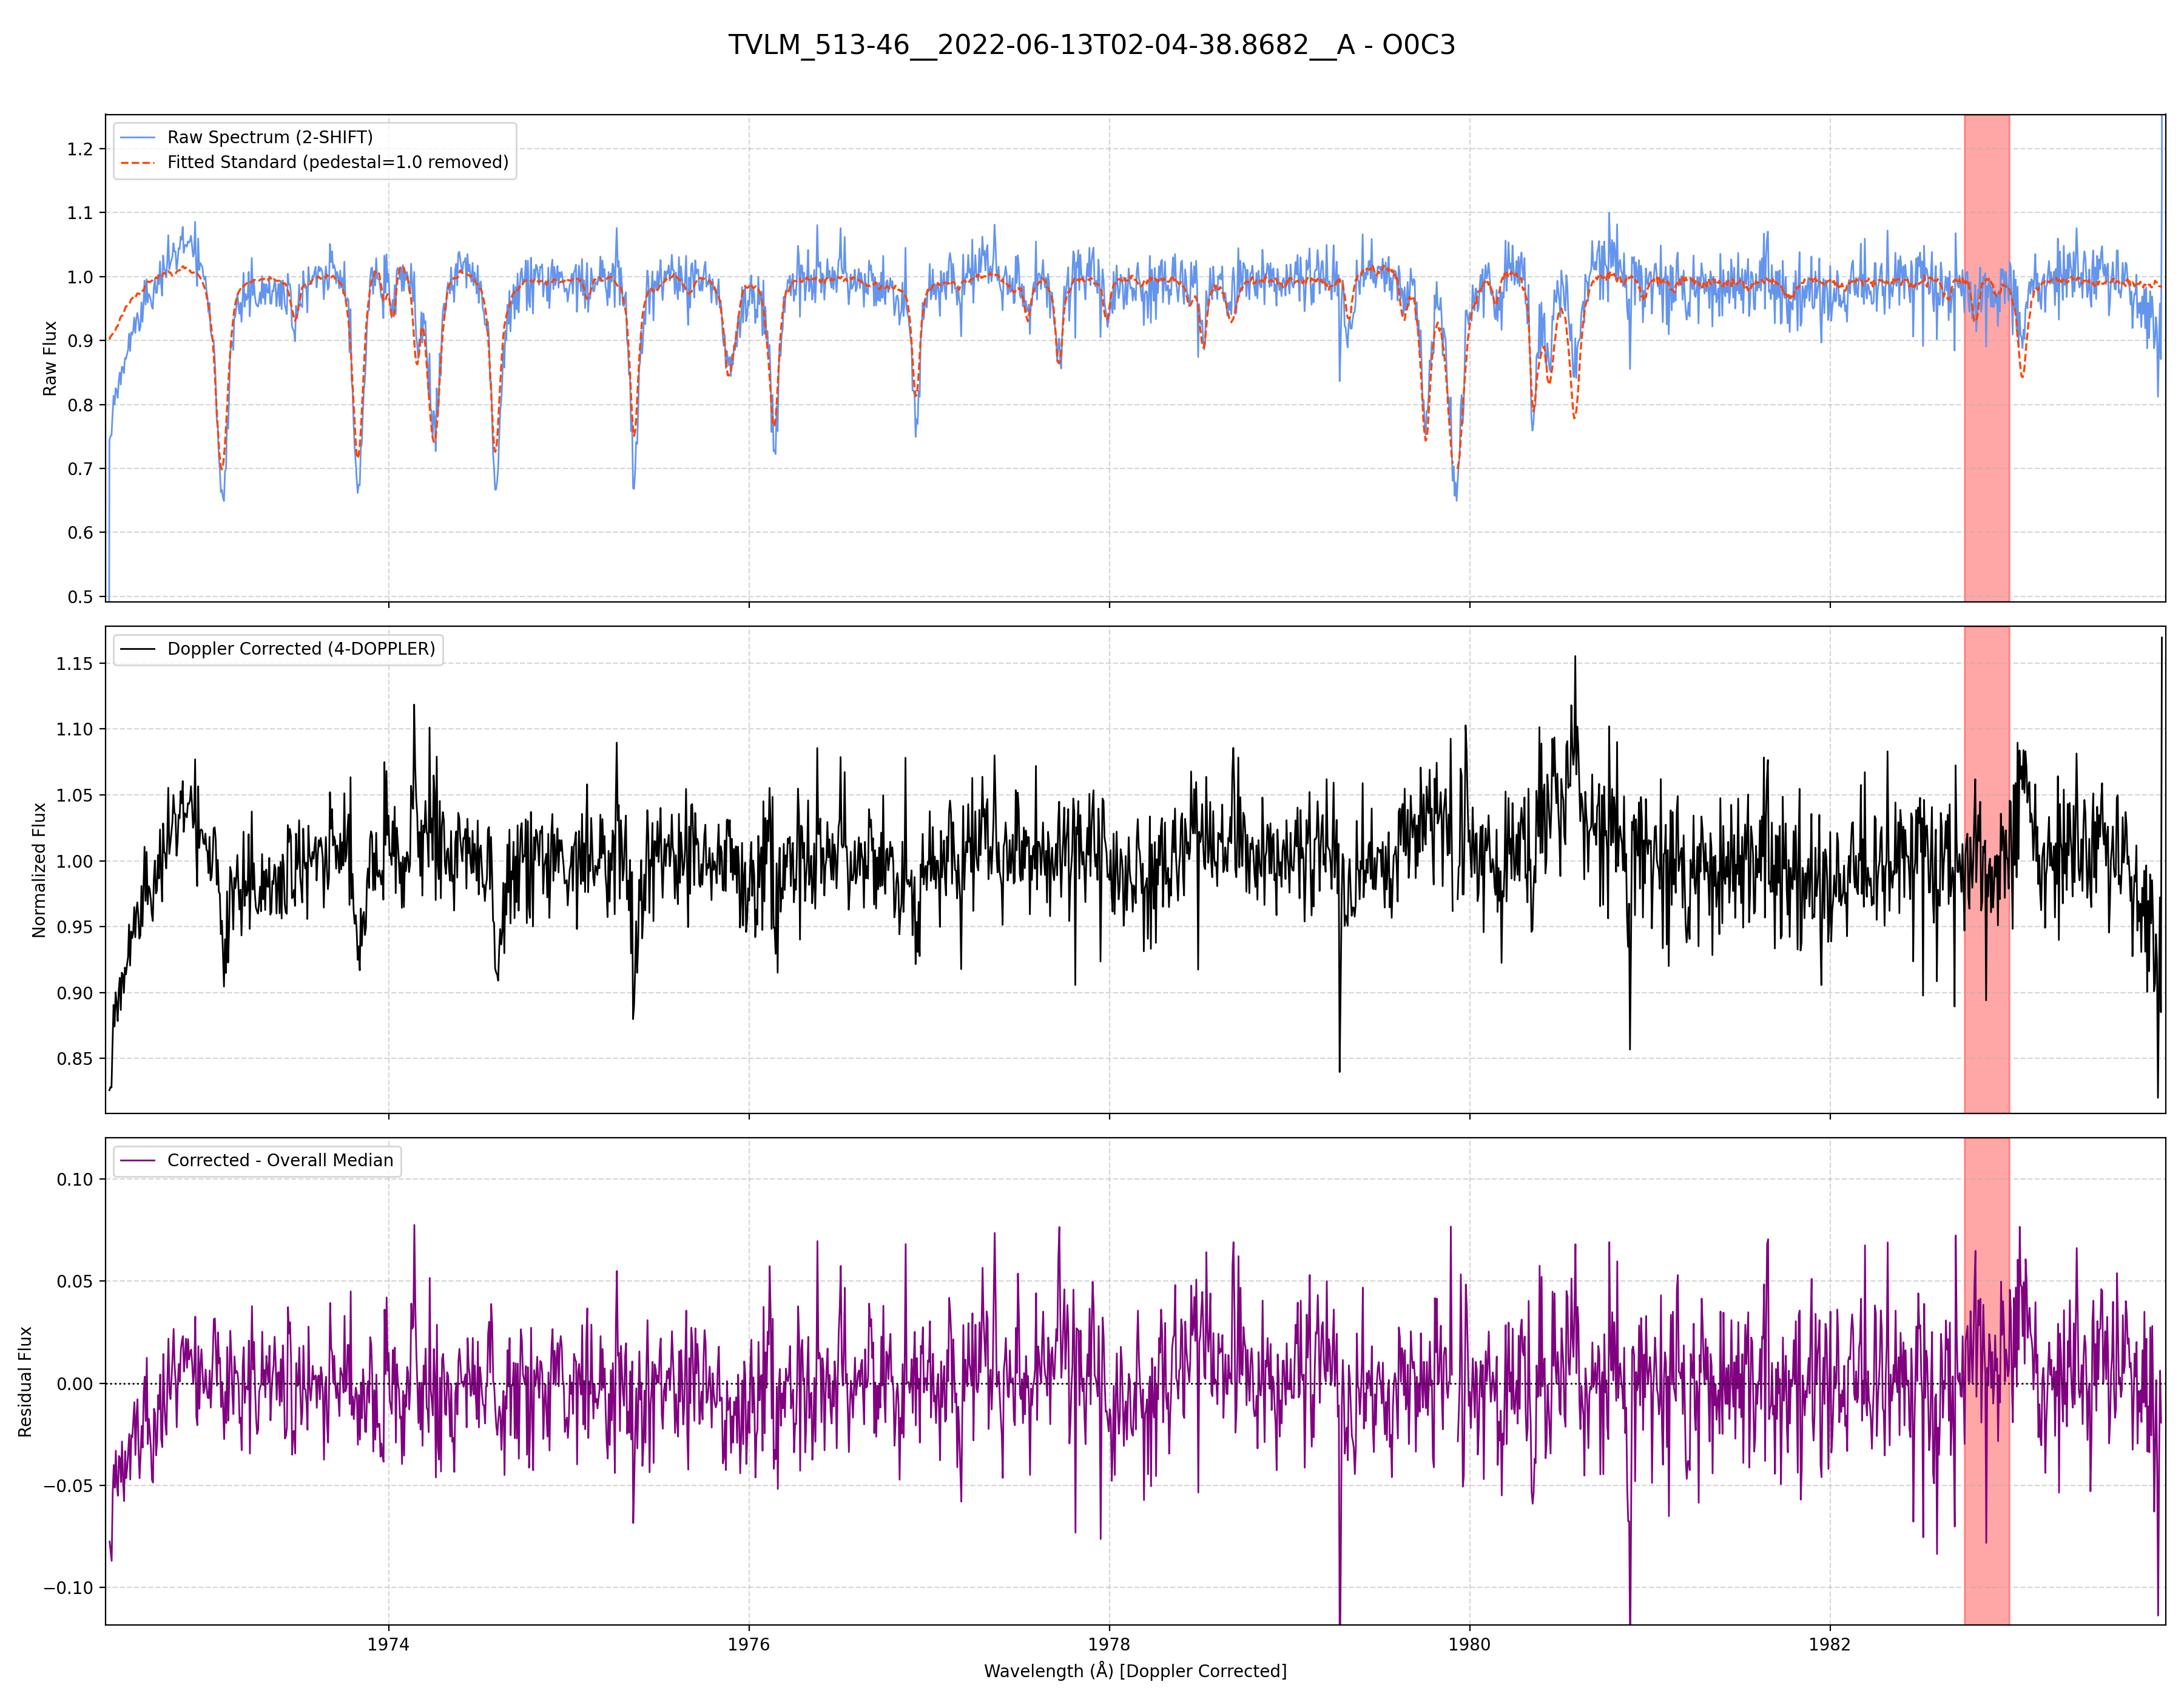 TVLM_513-46__2022-06-13T02-04-38.8682__A - O0C3
Raw Spectrum (2-SHIFT)
Fitted Standard (pedestal=1.0 removed)
1.2
1.1
1.0
0.9
0.8
0.7
0.6
0.5
Raw Flux
Doppler Corrected (4-DOPPLER)
1.15
1.10
1.05
1.00
0.95
0.90
0.85
Normalized Flux
Corrected - Overall Median
0.10
0.05
0.00
−0.05
−0.10
Residual Flux
1974
1976
1978
1980
1982
Wavelength (Å) [Doppler Corrected]